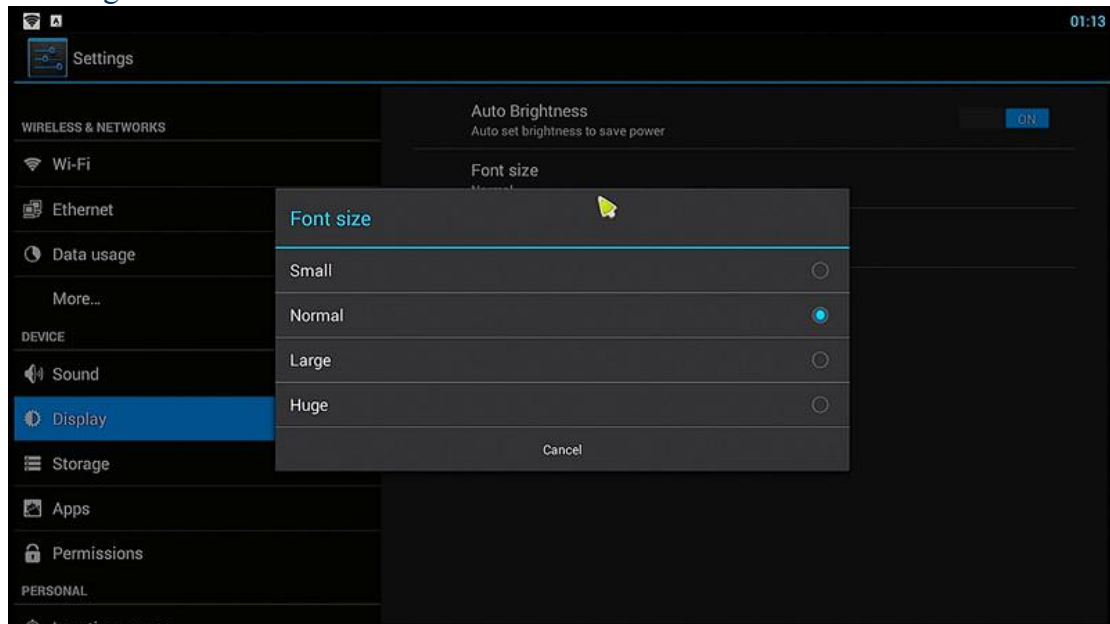 01:13
Settings
WIRELESS & NETWORKS
Wi-Fi
Ethernet
Data usage
More...
DEVICE
Sound
Display
Storage
Apps
Permissions
PERSONAL
Auto Brightness
Auto set brightness to save power
ON
Font size
Font size
Small
Normal
Large
Huge
Cancel